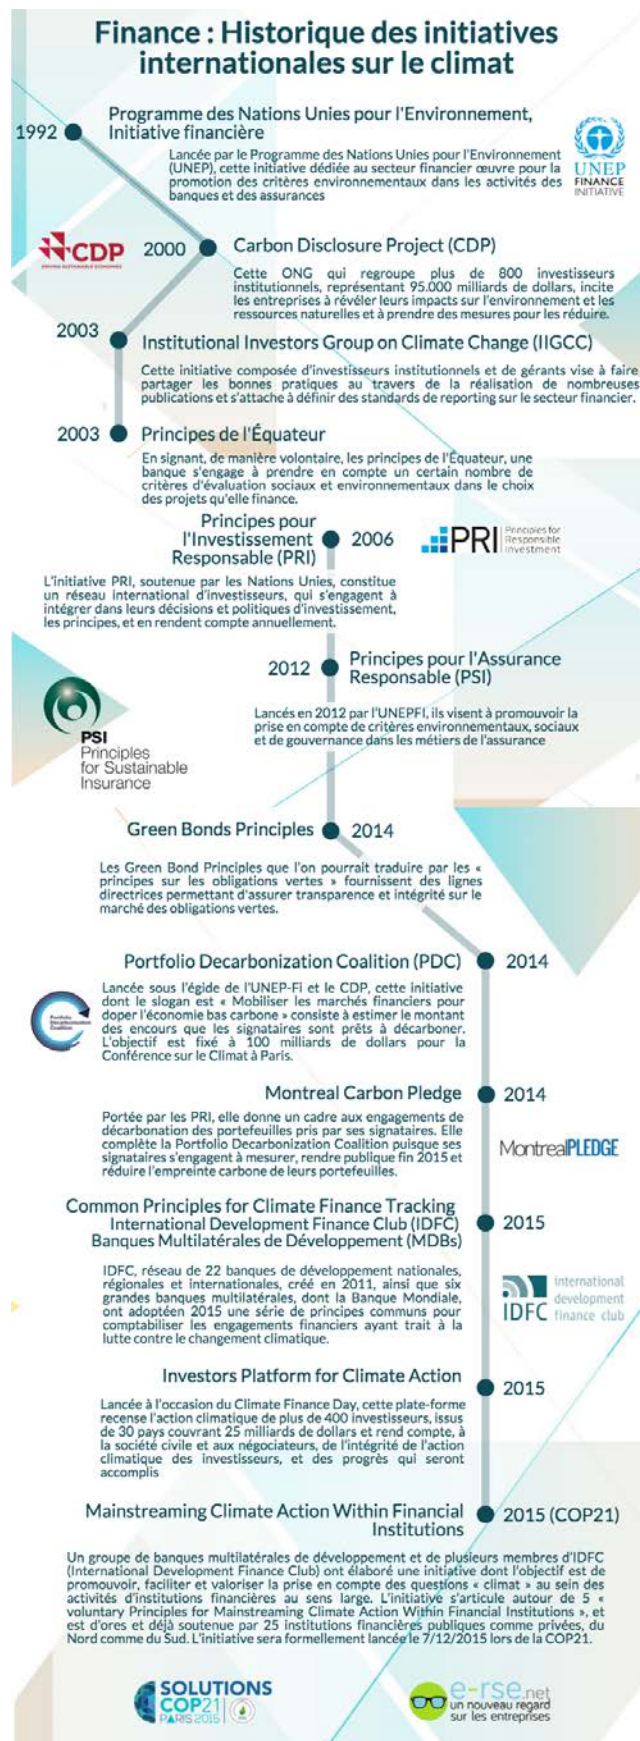 Finance : Historique des initiatives
internationales sur le climat
Programme des Nations Unies pour l'Environnement,
Initiative financière
1992
Lancée par le Programme des Nations Unies pour l'Environnement
(UNEP), cette initiative dédiée au secteur financier œuvre pour la
promotion des critères environnementaux dans les activités des
banques et des assurances
UNEP
FINANCE
INITIATIVE
CDP
DRIVING SUSTAINABLE ECONOMIES
2000
Carbon Disclosure Project (CDP)
Cette ONG qui regroupe plus de 800 investisseurs
institutionnels, représentant 95.000 milliards de dollars, incite
les entreprises à révéler leurs impacts sur l'environnement et les
ressources naturelles et à prendre des mesures pour les réduire.
2003
Institutional Investors Group on Climate Change (IIGCC)
Cette initiative composée d'investisseurs institutionnels et de gérants vise à faire
partager les bonnes pratiques au travers de la réalisation de nombreuses
publications et s'attache à définir des standards de reporting sur le secteur financier.
2003
Principes de l'Équateur
En signant, de manière volontaire, les principes de l'Équateur, une
banque s'engage à prendre en compte un certain nombre de
critères d'évaluation sociaux et environnementaux dans le choix
des projets qu'elle finance.
Principes pour
l'Investissement
Responsable (PRI)
2006
PRI
Principles for
Responsible
Investment
L'initiative PRI, soutenue par les Nations Unies, constitue
un réseau international d'investisseurs, qui s'engagent à
intégrer dans leurs décisions et politiques d'investissement,
les principes, et en rendent compte annuellement.
2012
Principes pour l'Assurance
Responsable (PSI)
Lancés en 2012 par l'UNEPFI, ils visent à promouvoir la
prise en compte de critères environnementaux, sociaux
et de gouvernance dans les métiers de l'assurance
PSI
Principles
for Sustainable
Insurance
Green Bonds Principles
2014
Les Green Bond Principles que l'on pourrait traduire par les «
principes sur les obligations vertes » fournissent des lignes
directrices permettant d'assurer transparence et intégrité sur le
marché des obligations vertes.
Portfolio Decarbonization Coalition (PDC)
2014
Lancée sous l'égide de l'UNEP-Fi et le CDP, cette initiative
dont le slogan est « Mobiliser les marchés financiers pour
doper l'économie bas carbone » consiste à estimer le montant
des encours que les signataires sont prêts à décarboner.
L'objectif est fixé à 100 milliards de dollars pour la
Conférence sur le Climat à Paris.
Portfolio
Decarbonization
Coalition
Montreal Carbon Pledge
2014
Portée par les PRI, elle donne un cadre aux engagements de
décarbonation des portefeuilles pris par ses signataires. Elle
complète la Portfolio Decarbonization Coalition puisque ses
signataires s'engagent à mesurer, rendre publique fin 2015 et
réduire l'empreinte carbone de leurs portefeuilles.
MontrealPLEDGE
Common Principles for Climate Finance Tracking
International Development Finance Club (IDFC)
Banques Multilatérales de Développement (MDBs)
2015
IDFC, réseau de 22 banques de développement nationales,
régionales et internationales, créé en 2011, ainsi que six
grandes banques multilatérales, dont la Banque Mondiale,
ont adoptéen 2015 une série de principes communs pour
comptabiliser les engagements financiers ayant trait à la
lutte contre le changement climatique.
IDFC
international
development
finance club
Investors Platform for Climate Action
2015
Lancée à l'occasion du Climate Finance Day, cette plate-forme
recense l'action climatique de plus de 400 investisseurs, issus
de 30 pays couvrant 25 milliards de dollars et rend compte, à
la société civile et aux négociateurs, de l'intégrité de l'action
climatique des investisseurs, et des progrès qui seront
accomplis
Mainstreaming Climate Action Within Financial
Institutions
2015 (COP21)
Un groupe de banques multilatérales de développement et de plusieurs membres d'IDFC
(International Development Finance Club) ont élaboré une initiative dont l'objectif est de
promouvoir, faciliter et valoriser la prise en compte des questions « climat » au sein des
activités d'institutions financières au sens large. L'initiative s'articule autour de 5 «
voluntary Principles for Mainstreaming Climate Action Within Financial Institutions », et
est d'ores et déjà soutenue par 25 institutions financières publiques comme privées, du
Nord comme du Sud. L'initiative sera formellement lancée le 7/12/2015 lors de la COP21.
SOLUTIONS
COP21
PARIS 2015
e-rse.net
un nouveau regard
sur les entreprises